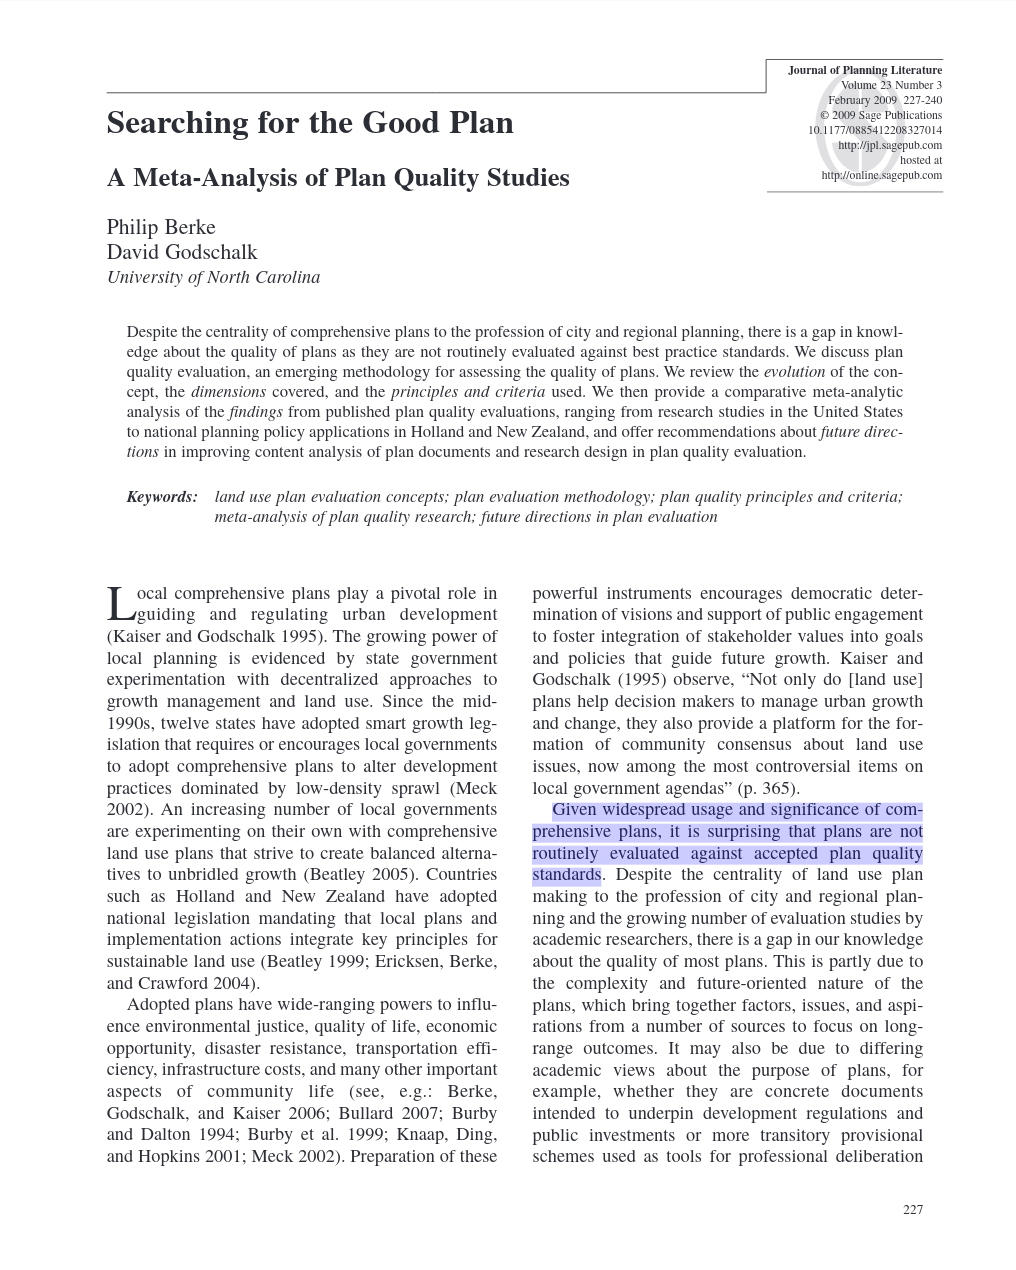 Journal of Planning Literature
Volume 23 Number 3
February 2009 227-240
© 2009 Sage Publications
10.1177/0885412208327014
http://jpl.sagepub.com
hosted at
http://online.sagepub.com
Searching for the Good Plan
A Meta-Analysis of Plan Quality Studies
Philip Berke
David Godschalk
University of North Carolina
Despite the centrality of comprehensive plans to the profession of city and regional planning, there is a gap in knowl-
edge about the quality of plans as they are not routinely evaluated against best practice standards. We discuss plan
quality evaluation, an emerging methodology for assessing the quality of plans. We review the evolution of the con-
cept, the dimensions covered, and the principles and criteria used. We then provide a comparative meta-analytic
analysis of the findings from published plan quality evaluations, ranging from research studies in the United States
to national planning policy applications in Holland and New Zealand, and offer recommendations about future direc-
tions in improving content analysis of plan documents and research design in plan quality evaluation.
Keywords: land use plan evaluation concepts; plan evaluation methodology; plan quality principles and criteria;
meta-analysis of plan quality research; future directions in plan evaluation
Local comprehensive plans play a pivotal role in
guiding and regulating urban development
(Kaiser and Godschalk 1995). The growing power of
local planning is evidenced by state government
experimentation with decentralized approaches to
growth management and land use. Since the mid-
1990s, twelve states have adopted smart growth leg-
islation that requires or encourages local governments
to adopt comprehensive plans to alter development
practices dominated by low-density sprawl (Meck
2002). An increasing number of local governments
are experimenting on their own with comprehensive
land use plans that strive to create balanced alterna-
tives to unbridled growth (Beatley 2005). Countries
such as Holland and New Zealand have adopted
national legislation mandating that local plans and
implementation actions integrate key principles for
sustainable land use (Beatley 1999; Ericksen, Berke,
and Crawford 2004).
Adopted plans have wide-ranging powers to influ-
ence environmental justice, quality of life, economic
opportunity, disaster resistance, transportation effi-
ciency, infrastructure costs, and many other important
aspects of community life (see, e.g.: Berke,
Godschalk, and Kaiser 2006; Bullard 2007; Burby
and Dalton 1994; Burby et al. 1999; Knaap, Ding,
and Hopkins 2001; Meck 2002). Preparation of these
powerful instruments encourages democratic deter-
mination of visions and support of public engagement
to foster integration of stakeholder values into goals
and policies that guide future growth. Kaiser and
Godschalk (1995) observe, “Not only do [land use]
plans help decision makers to manage urban growth
and change, they also provide a platform for the for-
mation of community consensus about land use
issues, now among the most controversial items on
local government agendas” (p. 365).
Given widespread usage and significance of com-
prehensive plans, it is surprising that plans are not
routinely evaluated against accepted plan quality
standards. Despite the centrality of land use plan
making to the profession of city and regional plan-
ning and the growing number of evaluation studies by
academic researchers, there is a gap in our knowledge
about the quality of most plans. This is partly due to
the complexity and future-oriented nature of the
plans, which bring together factors, issues, and aspi-
rations from a number of sources to focus on long-
range outcomes. It may also be due to differing
academic views about the purpose of plans, for
example, whether they are concrete documents
intended to underpin development regulations and
public investments or more transitory provisional
schemes used as tools for professional deliberation
227